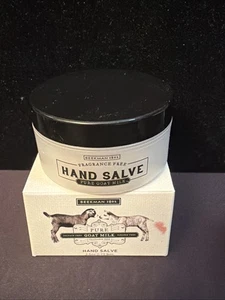 BEEKMAN 1802
FRAGRANCE FREE
HAND SALVE
PURE GOAT MILK
BEEKMAN 1802
PURE
GOAT MILK
HAND SALVE